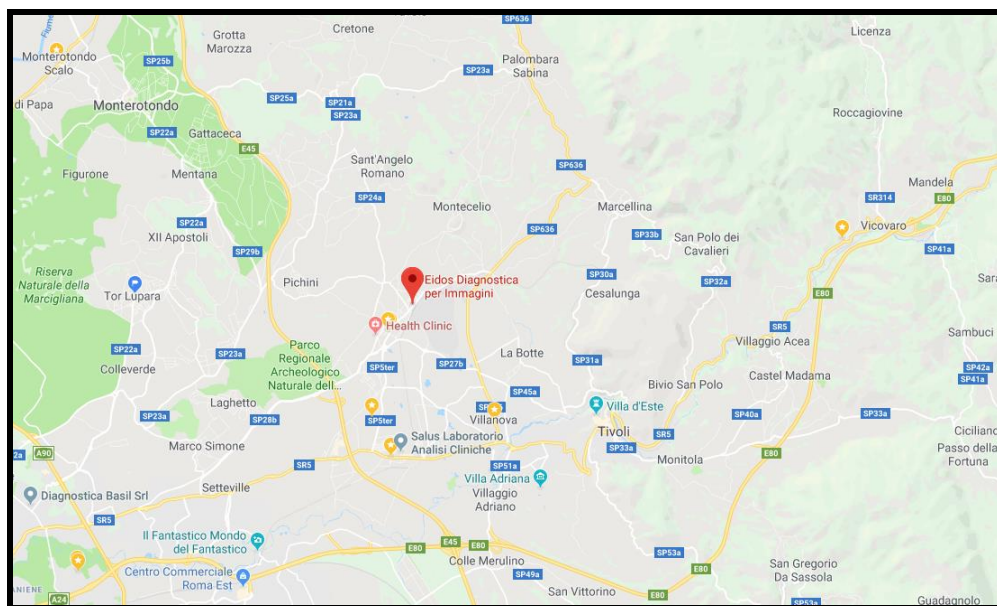 SP636
Cretone
Licenza
Grotta
Marozza
Monterotondo
Scalo
SP25b
Palombara
Sabina
SP23a
di Papa
Monterotondo
SP25a
SP21a
SP23a
Roccagiovine
SP22a
Gattaceca
E45
Sant'Angelo
Romano
SP636
Figurone
Mentana
SP24a
Mandela
SR314
E80
Montecelio
Marcellina
SP22a
XII Apostoli
SP636
SP33b
San Polo dei
Cavalieri
Vicovaro
SP41a
SP29b
Riserva
Naturale della
Marcigliana
Pichini
Eidos Diagnostica
per Immagini
SP30a
SP32a
Cesalunga
E80
Tor Lupara
Health Clinic
SR5
Villaggio Acea
Sambuci
SP22a
SP23a
Parco
Regionale
Archeologico
Naturale dell...
La Botte
SP5ter
SP27b
SP31a
Colleverde
Castel Madama
SP42a
SP41a
SP45a
Bivio San Polo
Laghetto
SP23a
SP28b
SP5ter
Villanova
Villa d'Este
SP40a
SP33a
Tivoli
SR5
Ciciliano
Marco Simone
Salus Laboratorio
Analisi Cliniche
SP33a
Monitola
E80
Passo della
Fortuna
A90
SR5
SP51a
Setteville
Villa Adriana
Villaggio
Adriano
Diagnostica Basil Srl
SR5
Il Fantastico Mondo
del Fantastico
E80
E45
E80
Colle Merulino
SP53a
E80
San Gregorio
Da Sassola
Centro Commerciale
Roma Est
SP49a
San Vittorino
ANIENE
A24
SP53a
Guadagnolo